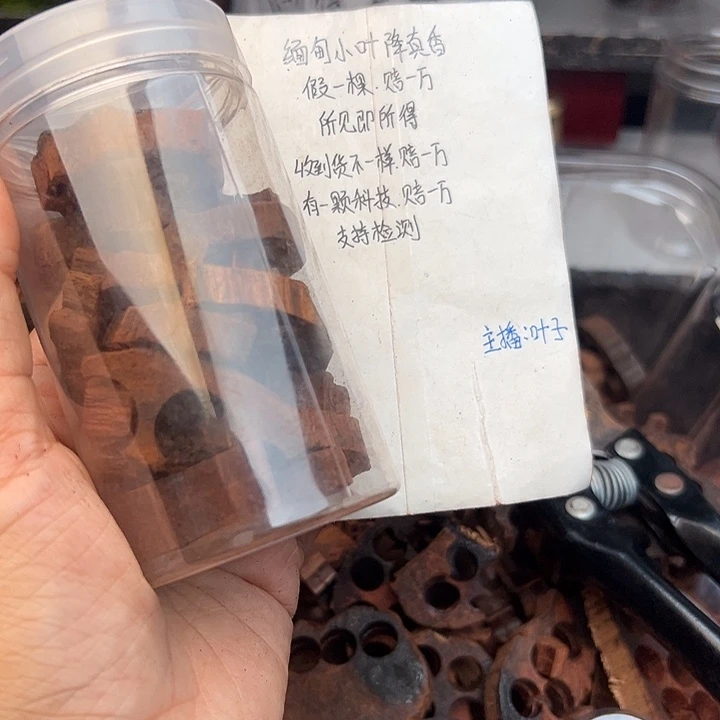 缅甸小叶降真香
假一棵.赔一万
所见即所得
收到货不一样.赔一万
有一颗科技.赔一万
支持检测
主播:叶子